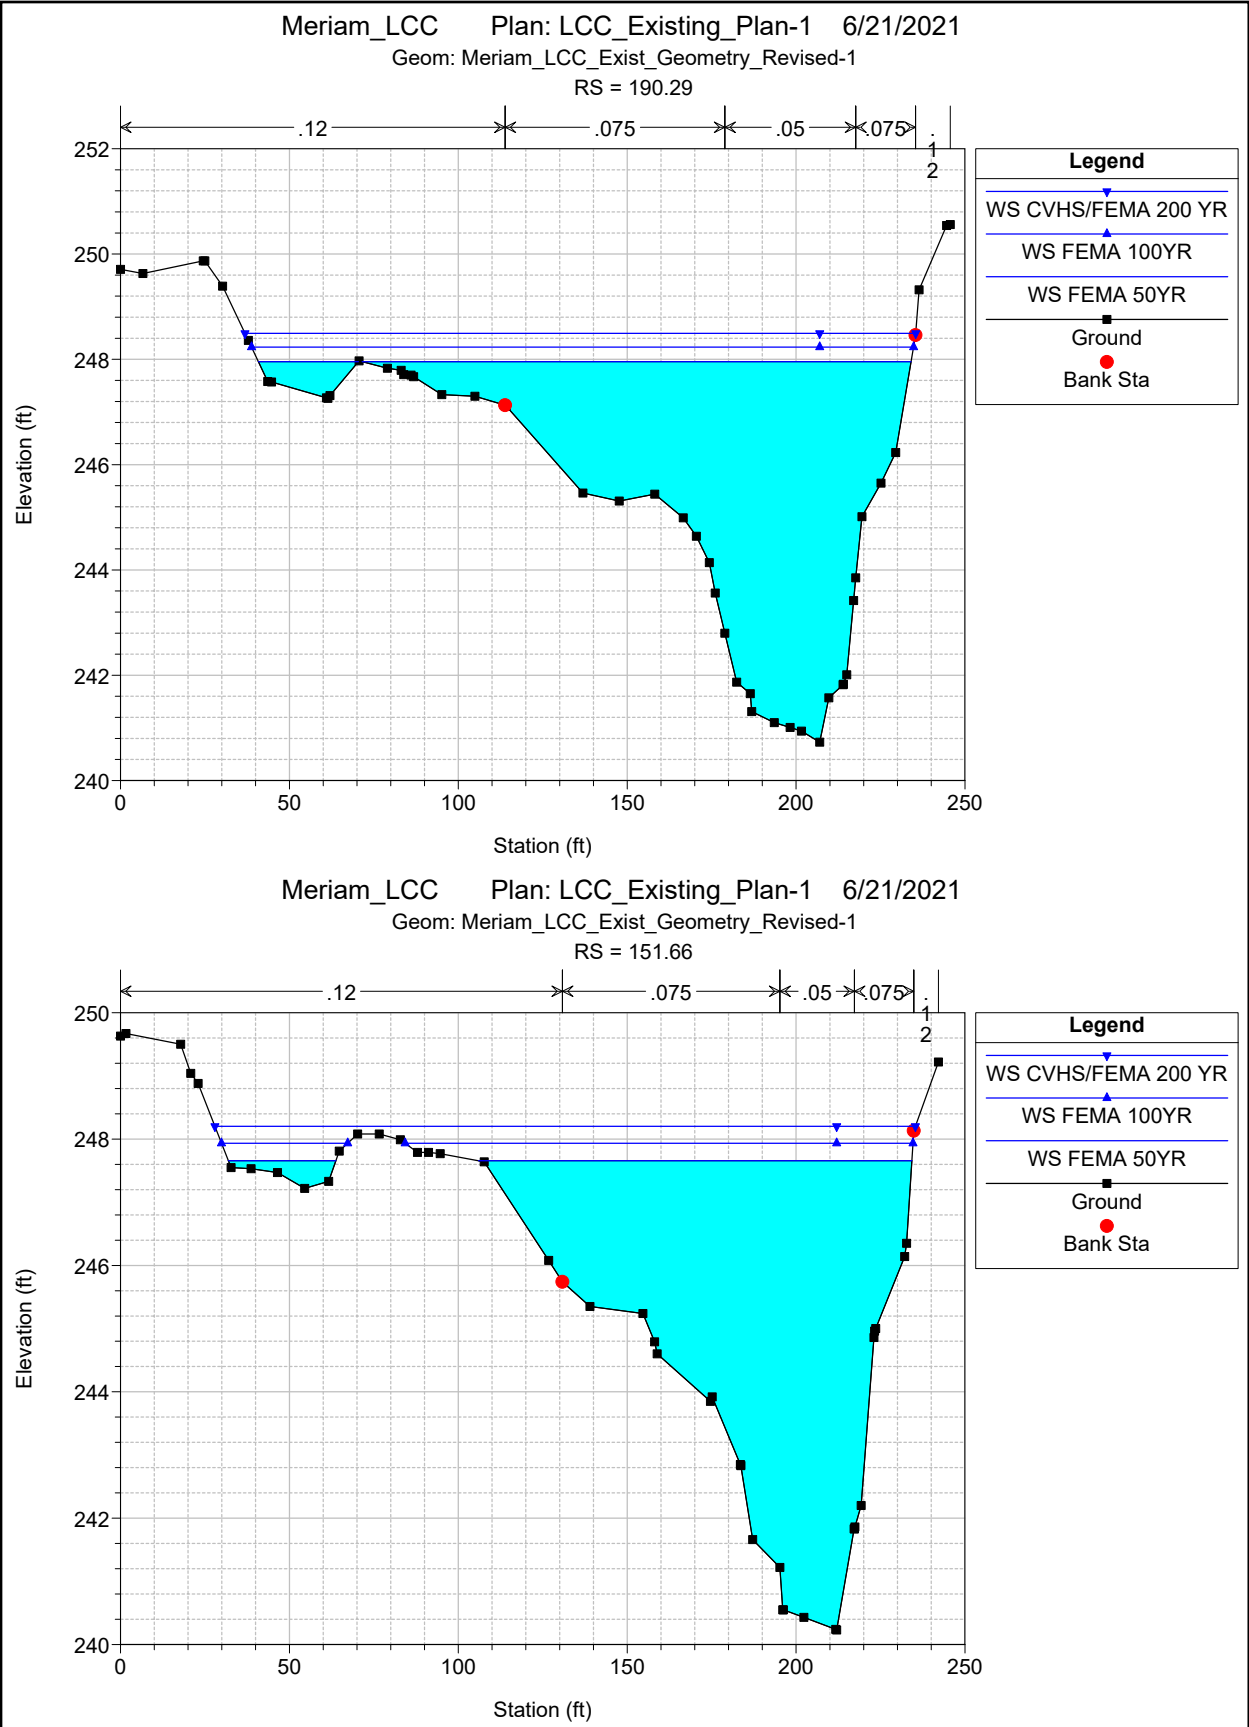 Meriam_LCC Plan: LCC_Existing_Plan-1 6/21/2021
Geom: Meriam_LCC_Exist_Geometry_Revised-1
RS = 190.29
.12 .075 .05 .075 .12
252
250
248
246
244
242
240
Elevation (ft)
0 50 100 150 200 250
Station (ft)
Legend
WS CVHS/FEMA 200 YR
WS FEMA 100YR
WS FEMA 50YR
Ground
Bank Sta
Meriam_LCC Plan: LCC_Existing_Plan-1 6/21/2021
Geom: Meriam_LCC_Exist_Geometry_Revised-1
RS = 151.66
.12 .075 .05 .075 .12
250
248
246
244
242
240
Elevation (ft)
0 50 100 150 200 250
Station (ft)
Legend
WS CVHS/FEMA 200 YR
WS FEMA 100YR
WS FEMA 50YR
Ground
Bank Sta